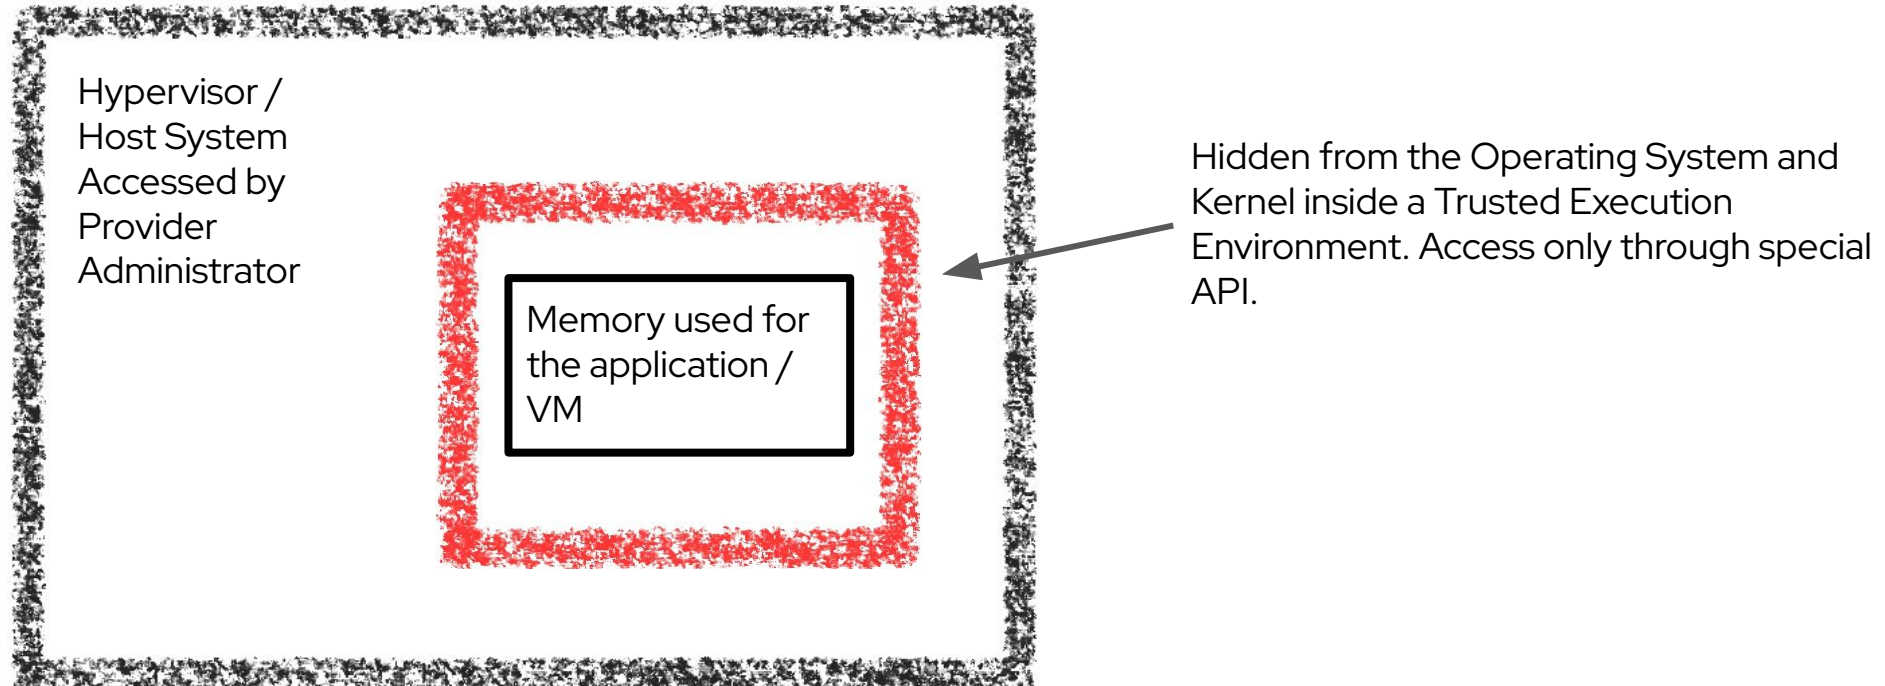 Hypervisor /
Host System
Accessed by
Provider
Administrator
Memory used for
the application /
VM
Hidden from the Operating System and
Kernel inside a Trusted Execution
Environment. Access only through special
API.